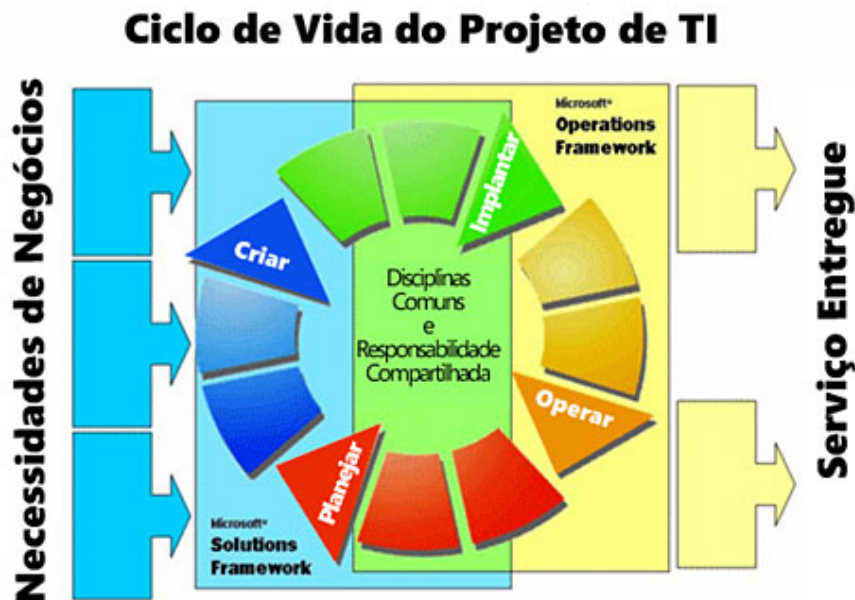 Ciclo de Vida do Projeto de TI
Necessidades de Negócios
Microsoft®
Operations
Framework
Implantar
Criar
Disciplinas
Comuns
e
Responsabilidade
Compartilhada
Operar
Planejar
Microsoft®
Solutions
Framework
Serviço Entregue